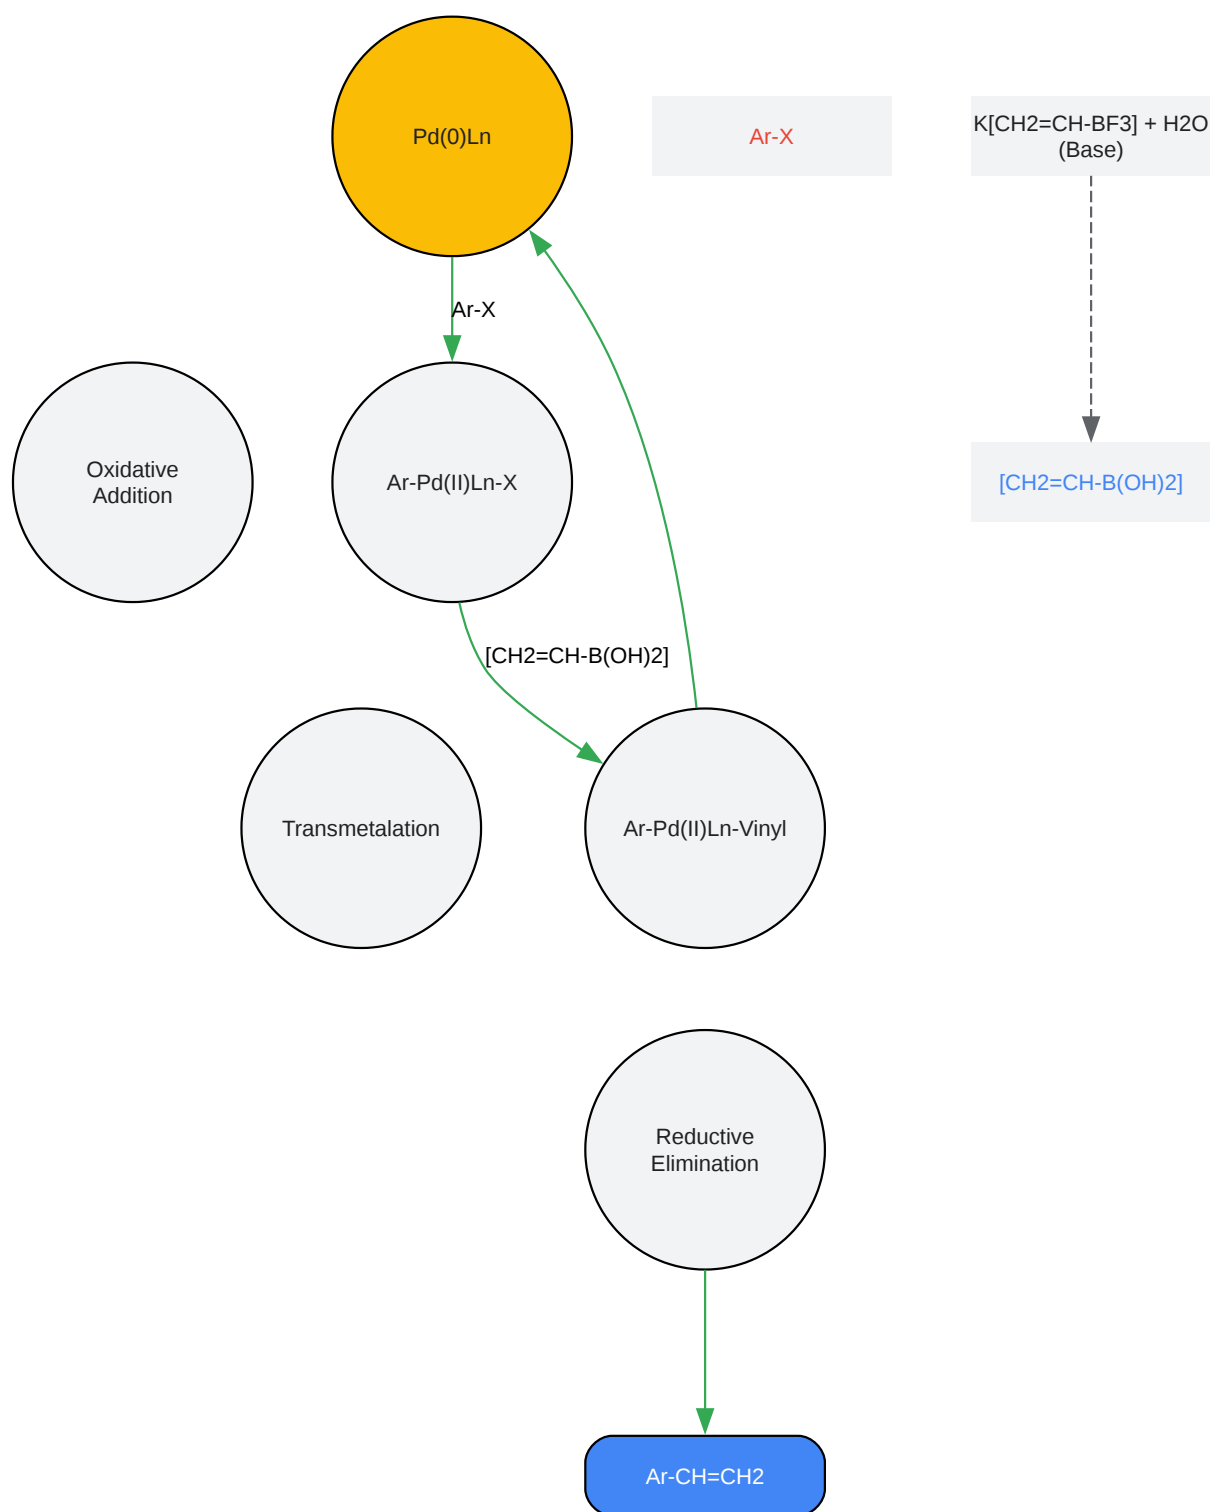 Pd(0)Ln
Ar-X
K[CH2=CH-BF3] + H2O
(Base)
Ar-X
Oxidative
Addition
Ar-Pd(II)Ln-X
[CH2=CH-B(OH)2]
[CH2=CH-B(OH)2]
Transmetalation
Ar-Pd(II)Ln-Vinyl
Reductive
Elimination
Ar-CH=CH2